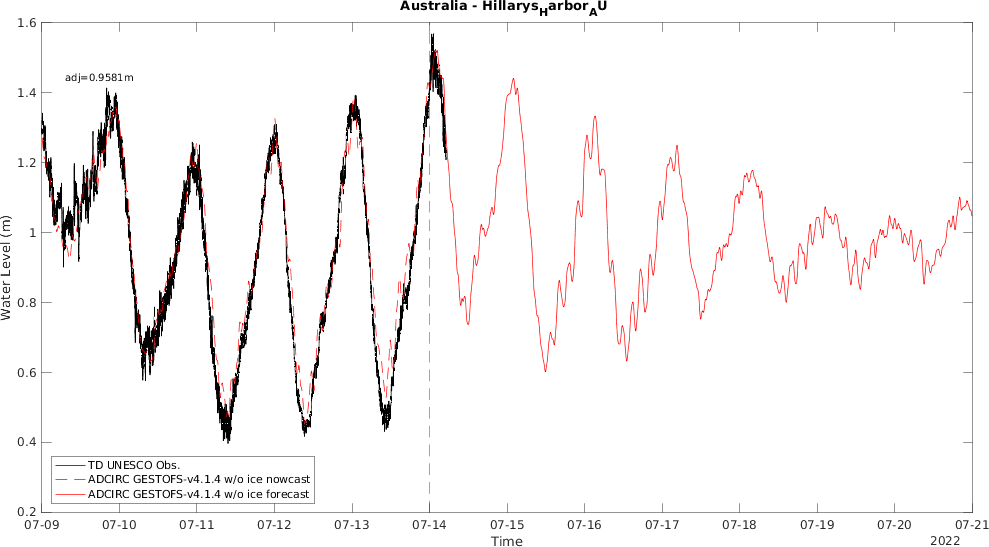 Australia - HillarysHarborAU
1.6
1.4
1.2
1
0.8
0.6
0.4
0.2
Water Level (m)
adj=0.9581m
TD UNESCO Obs.
ADCIRC GESTOFS-v4.1.4 w/o ice nowcast
ADCIRC GESTOFS-v4.1.4 w/o ice forecast
07-09 07-10 07-11 07-12 07-13 07-14 07-15 07-16 07-17 07-18 07-19 07-20 07-21
Time
2022